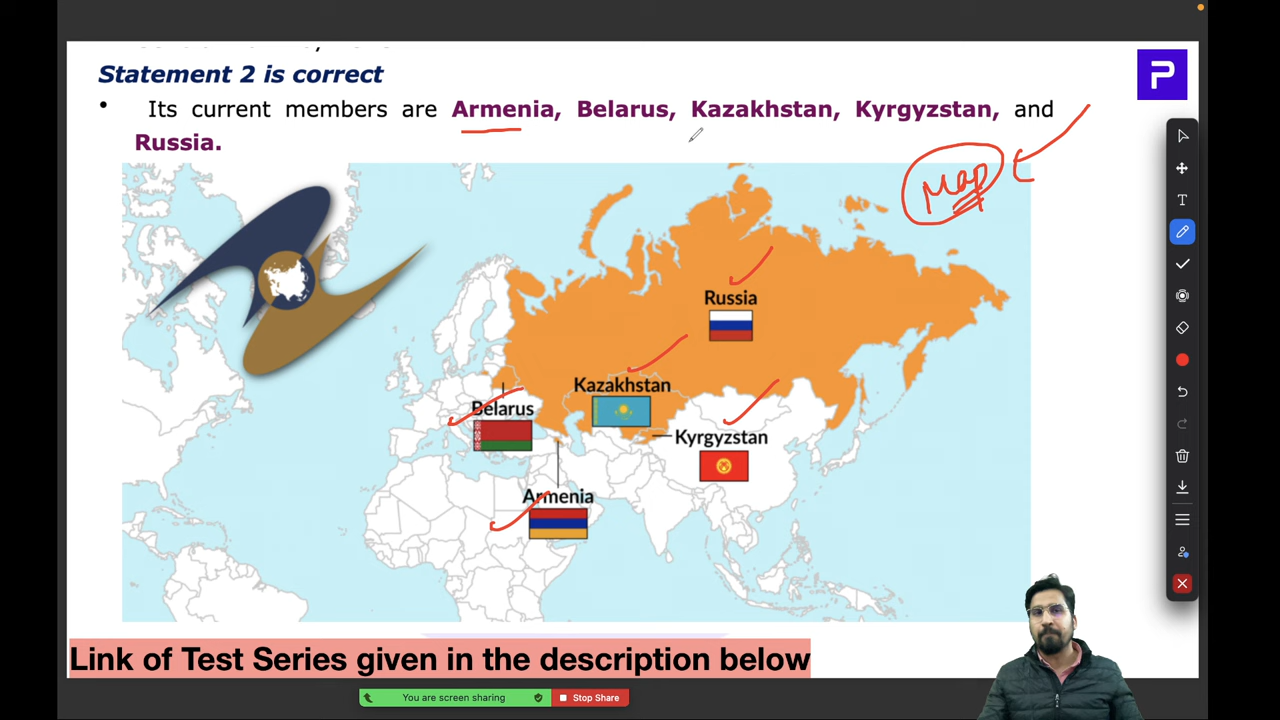 Statement 2 is correct
• Its current members are Armenia, Belarus, Kazakhstan, Kyrgyzstan, and
Russia.
Map
Russia
Kazakhstan
Belarus
Kyrgyzstan
Armenia
Link of Test Series given in the description below
You are screen sharing
Stop Share
P
T